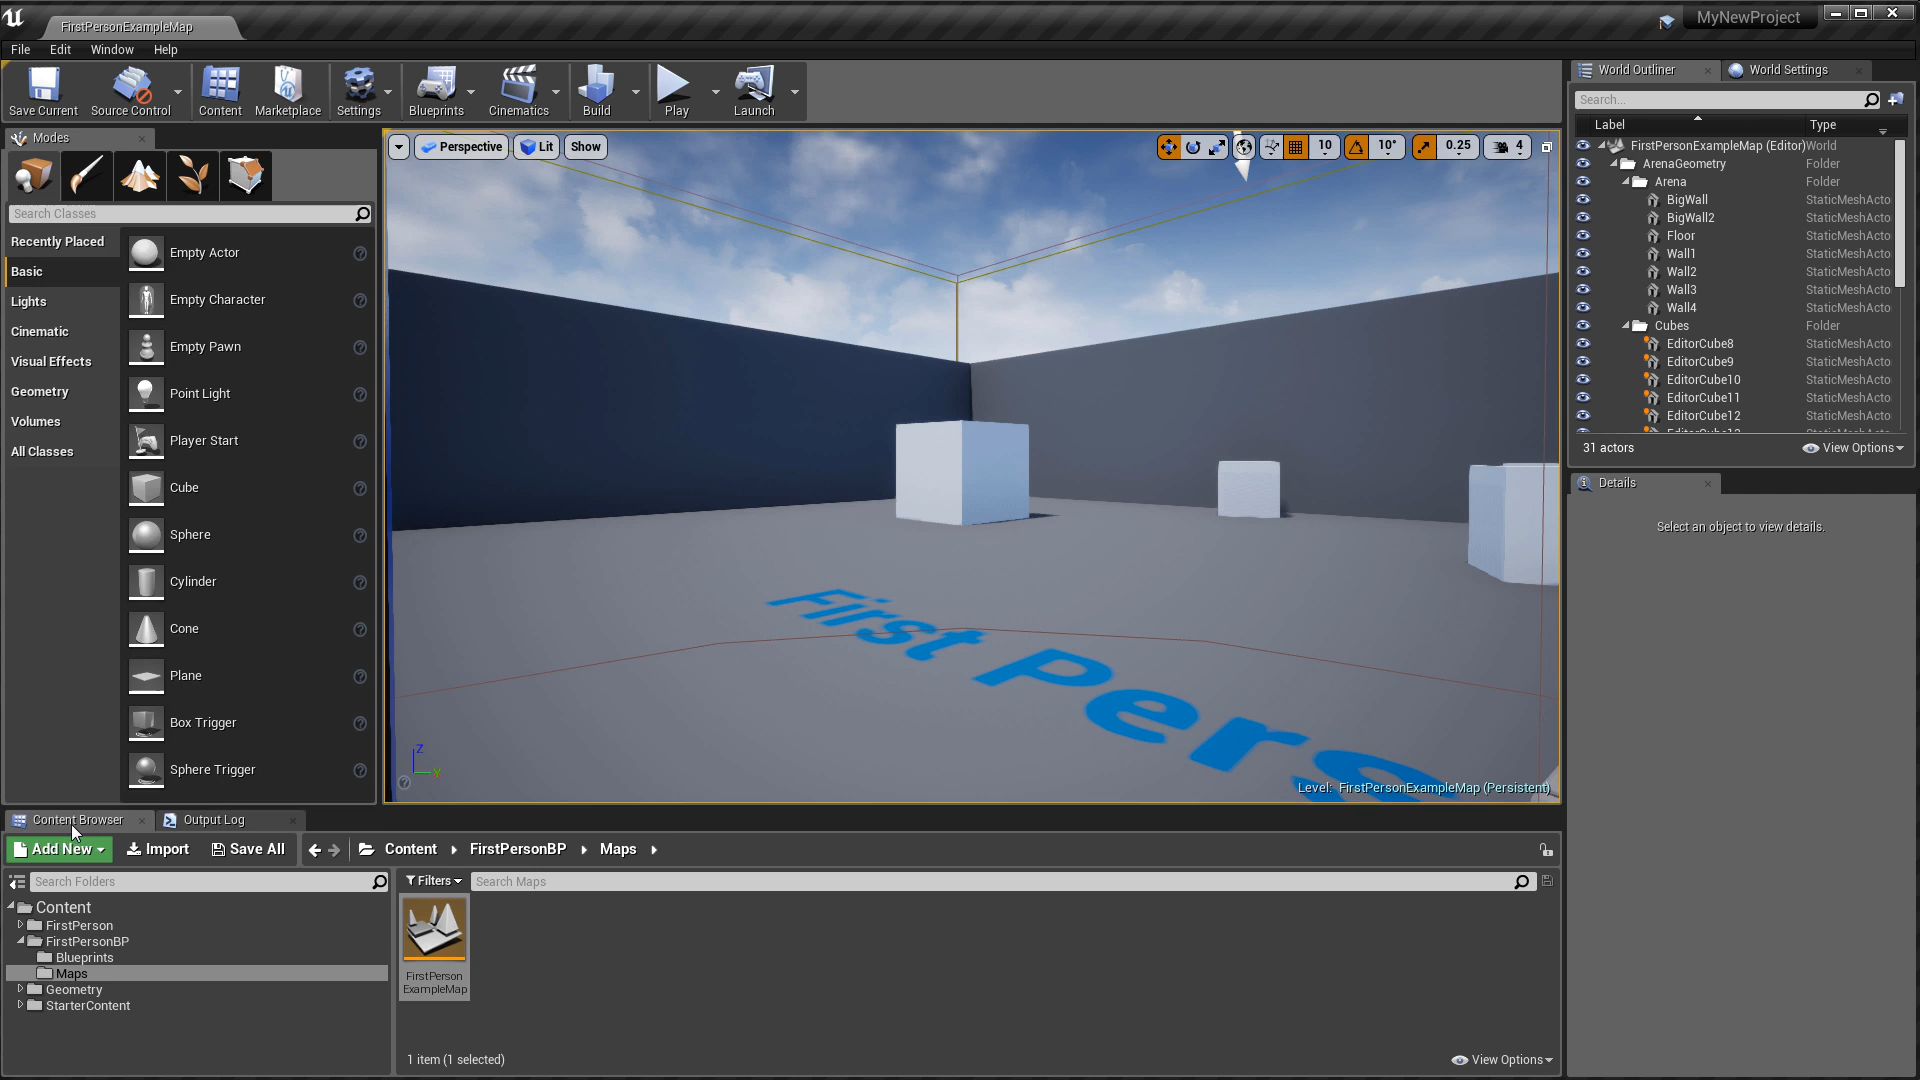 FirstPersonExampleMap
MyNewProject
File Edit Window Help
Save Current
Source Control
Content
Marketplace
Settings
Blueprints
Cinematics
Build
Play
Launch
Modes
Search Classes
Recently Placed
Basic
Lights
Cinematic
Visual Effects
Geometry
Volumes
All Classes
Empty Actor
Empty Character
Empty Pawn
Point Light
Player Start
Cube
Sphere
Cylinder
Cone
Plane
Box Trigger
Sphere Trigger
Perspective Lit Show
10 10° 0.25 4
First Pers
Z
Y
Level: FirstPersonExampleMap (Persistent)
World Outliner World Settings
Search...
Label Type
FirstPersonExampleMap (Editor) World
ArenaGeometry Folder
Arena Folder
BigWall StaticMeshActo
BigWall2 StaticMeshActo
Floor StaticMeshActo
Wall1 StaticMeshActo
Wall2 StaticMeshActo
Wall3 StaticMeshActo
Wall4 StaticMeshActo
Cubes Folder
EditorCube8 StaticMeshActo
EditorCube9 StaticMeshActo
EditorCube10 StaticMeshActo
EditorCube11 StaticMeshActo
EditorCube12 StaticMeshActo
31 actors View Options
Details
Select an object to view details.
Content Browser Output Log
Add New Import Save All Content FirstPersonBP Maps
Search Folders
Content
FirstPerson
FirstPersonBP
Blueprints
Maps
Geometry
StarterContent
Filters Search Maps
FirstPerson
ExampleMap
1 item (1 selected) View Options